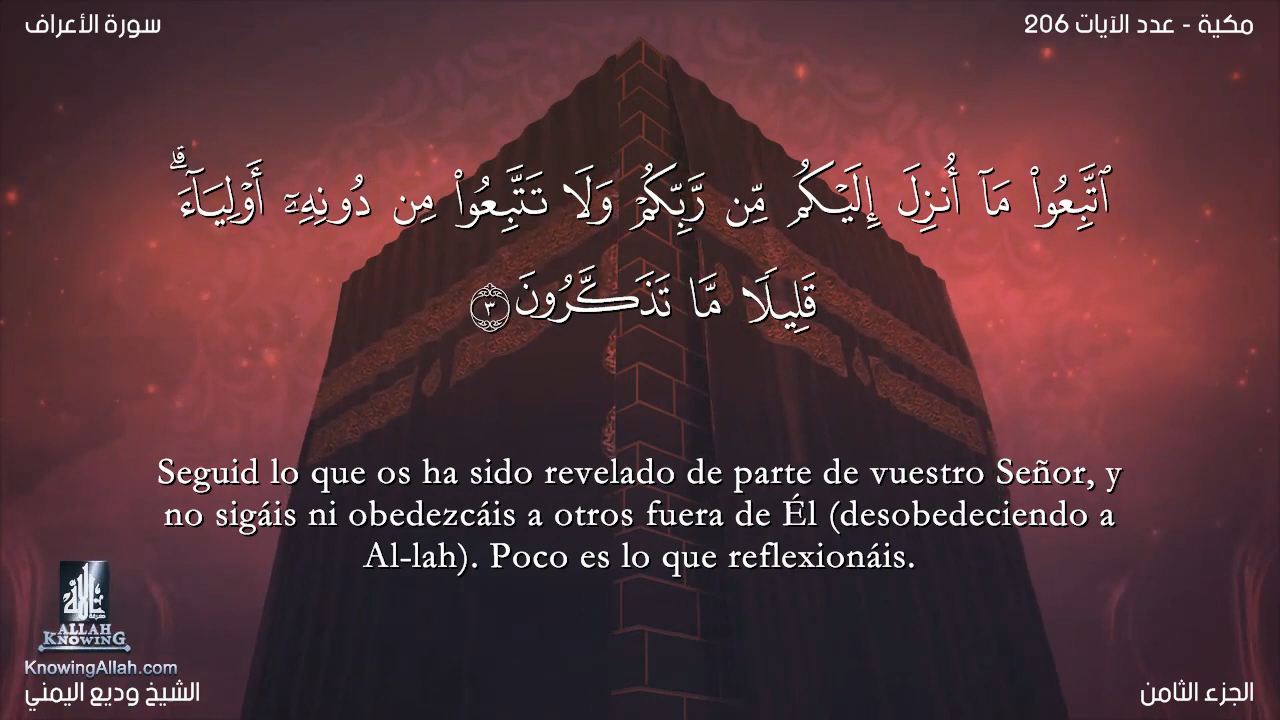 سورة الأعراف
مكية - عدد الآيات 206
ٱتَّبِعُوا۟ مَآ أُنزِلَ إِلَيْكُم مِّن رَّبِّكُمْ وَلَا تَتَّبِعُوا۟ مِن دُونِهِۦٓ أَوْلِيَآءَ ۗ
قَلِيلًا مَّا تَذَكَّرُونَ ٣
Seguid lo que os ha sido revelado de parte de vuestro Señor, y
no sigáis ni obedezcáis a otros fuera de Él (desobedeciendo a
Al-lah). Poco es lo que reflexionáis.
ALLAH
KNOWING
KnowingAllah.com
الشيخ وديع اليمني
الجزء الثامن